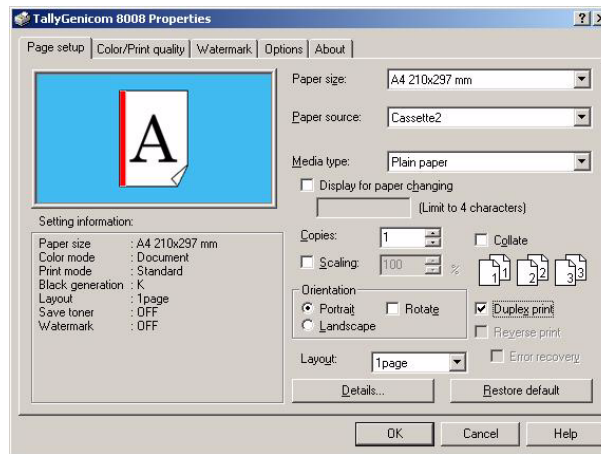 TallyGenicom 8008 Properties
Page setup Color/Print quality Watermark Options About
A
Setting information:
Paper size : A4 210x297 mm
Color mode : Document
Print mode : Standard
Black generation : K
Layout : 1page
Save toner : OFF
Watermark : OFF
Paper size: A4 210x297 mm
Paper source: Cassette2
Media type: Plain paper
Display for paper changing
(Limit to 4 characters)
Copies: 1
Collate
Scaling: 100 %
1 1 2 2 3 3
Orientation
Portrait Rotate
Landscape
Duplex print
Reverse print
Error recovery
Layout: 1page
Details... Restore default
OK Cancel Help